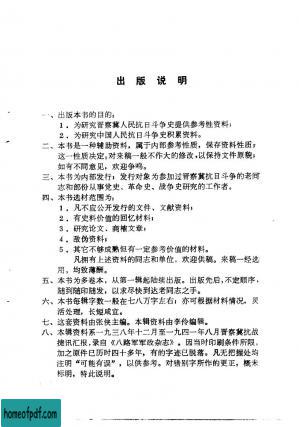 出版说明
一、出版本书的目的:
1、为研究晋察冀人民抗日斗争史提供参考性资料;
2、为研究中国人民抗日斗争史积累资料。
二、本书是一种辅助资料,属于内部参考性质,保存资料性质;
这一性质决定,对来稿一般不作大的修改,以保持文件原貌;
如有不同意见,欢迎争鸣。
三、本书为内部发行;发行对象为参加过晋察冀抗日斗争的老同
志和部份从事党史、革命史、战争史研究的工作者。
四、本书选材范围为:
1、凡不应公开发行的文件、文献资料;
2、有史料价值的回忆材料;
3、研究论文、商榷文章;
4、敌伪资料;
5、其它不够成熟但有一定参考价值的材料。
凡拥有上述资料的同志和单位,欢迎供稿。来稿一经选
用,均致薄酬。
五、本书为多卷本,从第一辑起陆续出版。出版先后,不定顺序,
随到随印随发,以求尽快到达老同志之手。
六、本书每辑字数一般在七八万字左右;亦可根据材料情况,灵
活处理,长短咸宜。
七、这套资料由张侠主编。本辑资料由李伶编辑。
八、本辑资料系一九三八年十二月至一九四一年八月晋察冀抗战
捷讯汇报,录自《八路军军政杂志》。因当时印刷条件所限,
加之原件已历时四十多年,有的字迹已脱落。凡无把握处均
注明“可能有误”,以供参考。对错别字所作的更正,概未
标明。特此说明。
homeofpdf.com